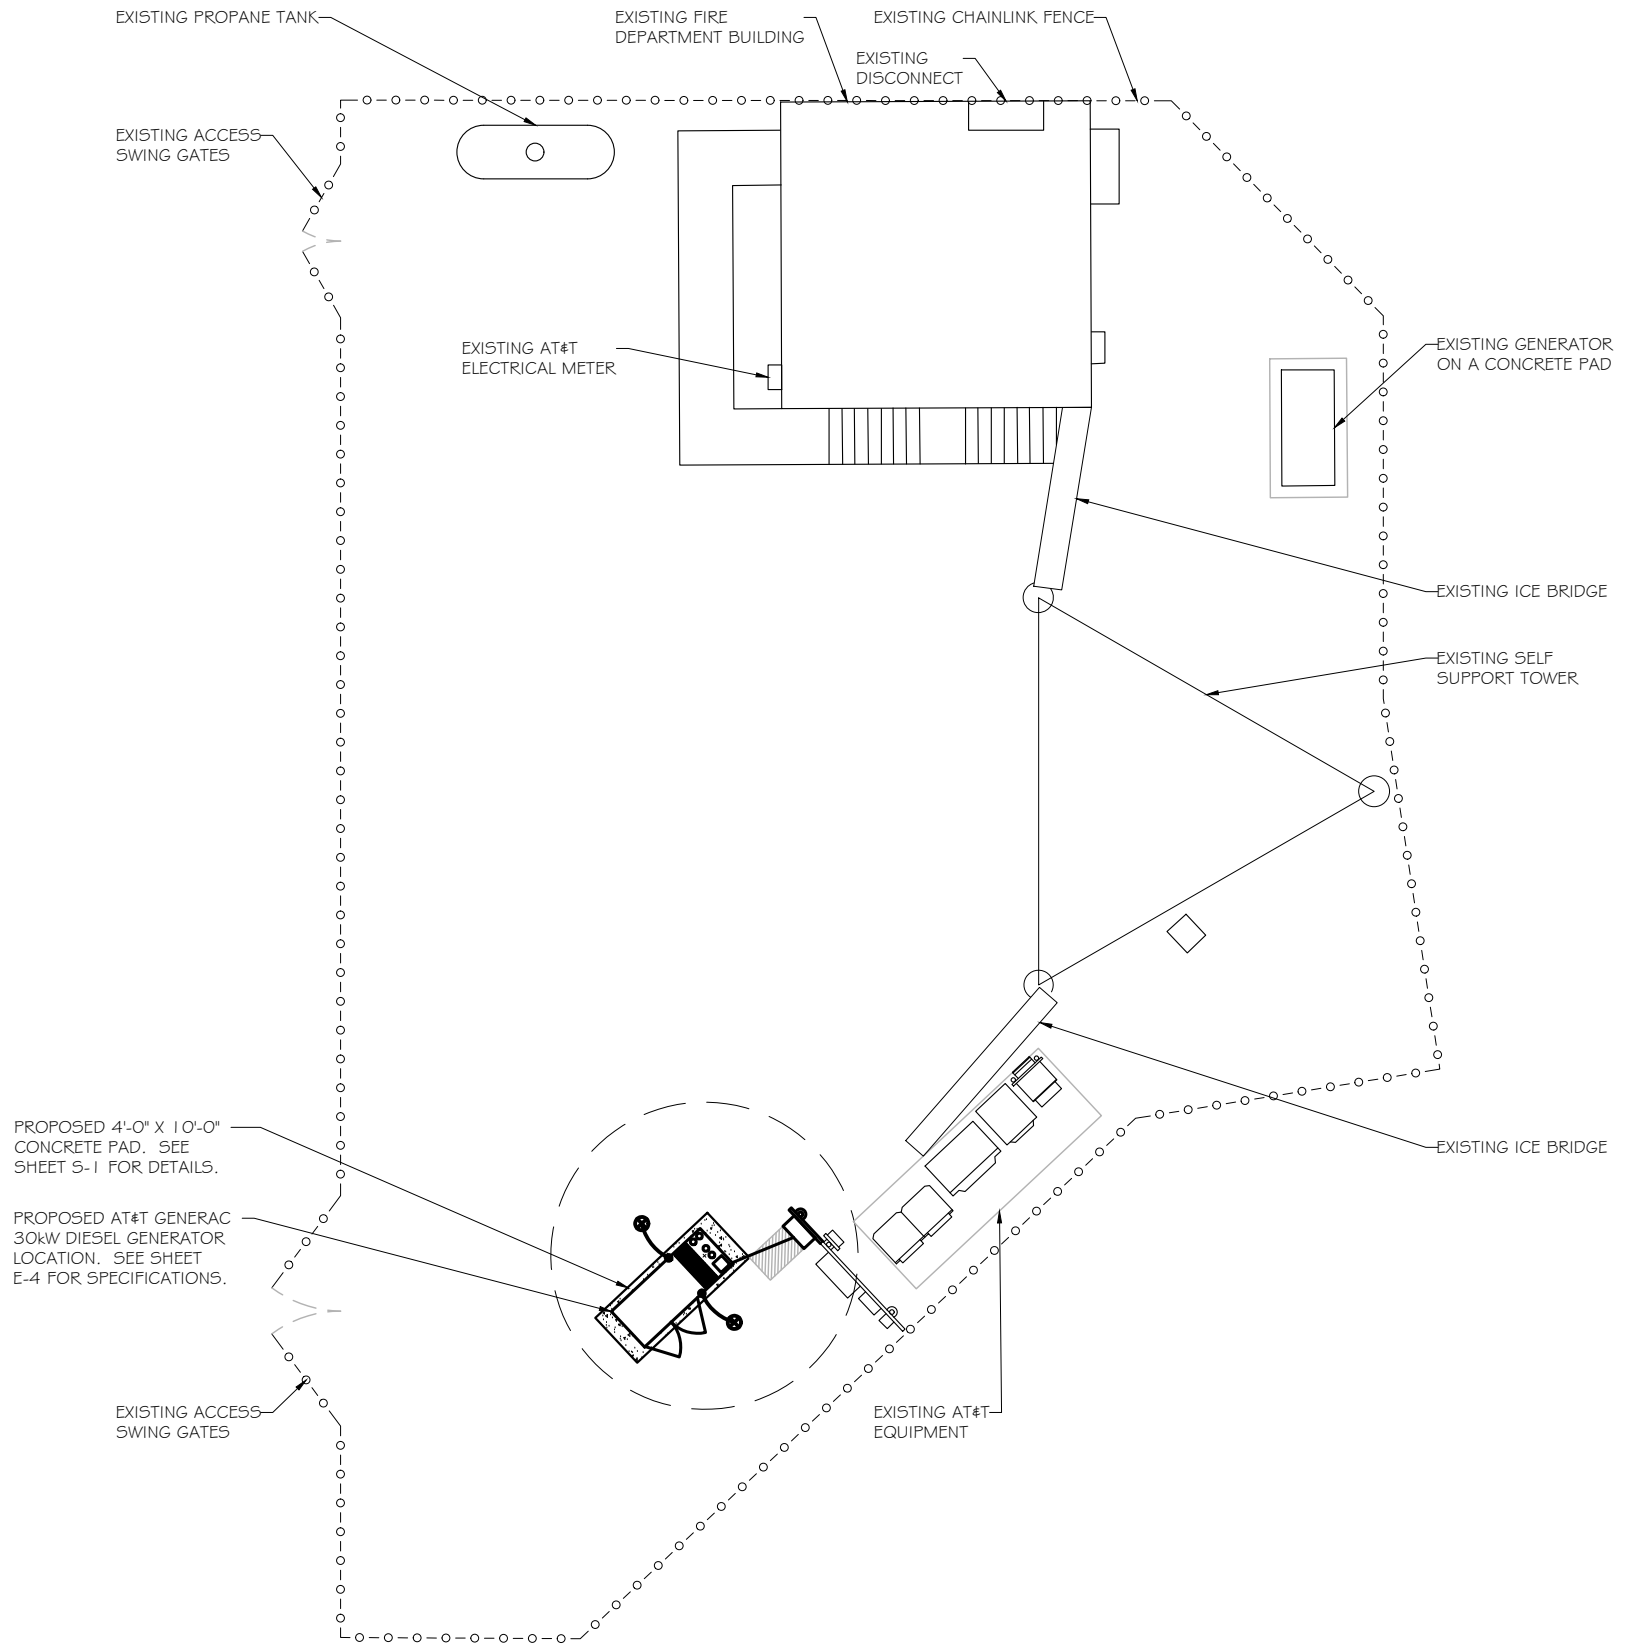 EXISTING PROPANE TANK
EXISTING FIRE
DEPARTMENT BUILDING
EXISTING CHAINLINK FENCE
EXISTING
DISCONNECT
EXISTING ACCESS
SWING GATES
EXISTING AT&T
ELECTRICAL METER
EXISTING GENERATOR
ON A CONCRETE PAD
EXISTING ICE BRIDGE
EXISTING SELF
SUPPORT TOWER
PROPOSED 4'-0" X 10'-0"
CONCRETE PAD. SEE
SHEET S-1 FOR DETAILS.
EXISTING ICE BRIDGE
PROPOSED AT&T GENERAC
30kW DIESEL GENERATOR
LOCATION. SEE SHEET
E-4 FOR SPECIFICATIONS.
EXISTING ACCESS
SWING GATES
EXISTING AT&T
EQUIPMENT